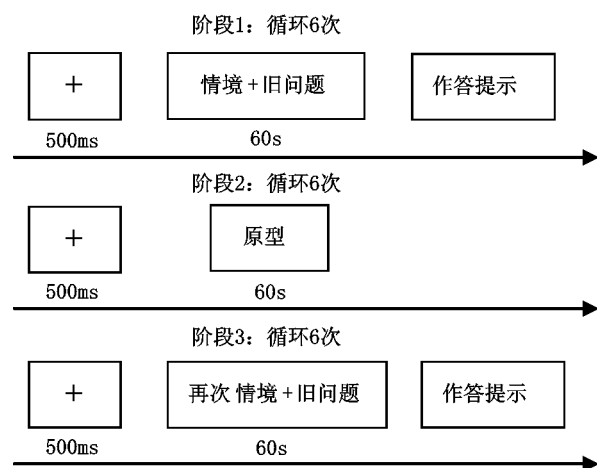 阶段1：循环6次
+ 情境+旧问题 作答提示
500ms 60s
阶段2：循环6次
+ 原型
500ms 60s
阶段3：循环6次
+ 再次 情境+旧问题 作答提示
500ms 60s